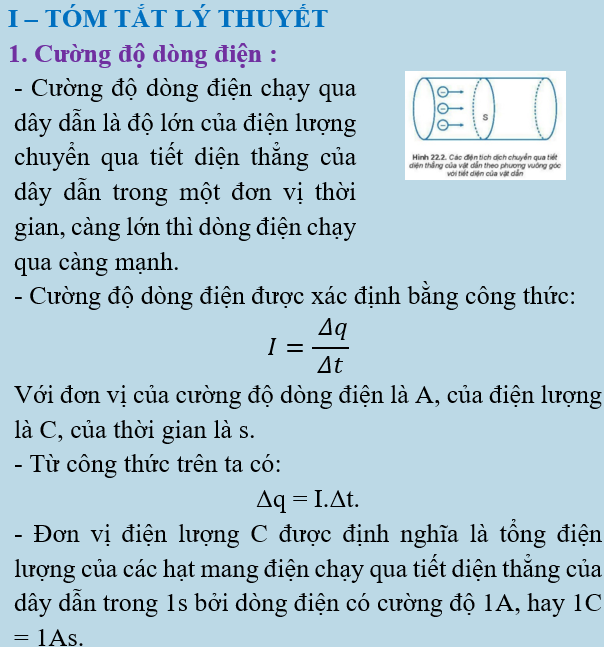 I – TÓM TẮT LÝ THUYẾT
1. Cường độ dòng điện :
- Cường độ dòng điện chạy qua
dây dẫn là độ lớn của điện lượng
chuyển qua tiết diện thẳng của
dây dẫn trong một đơn vị thời
gian, càng lớn thì dòng điện chạy
qua càng mạnh.
S
Hình 22.2. Các điện tích dịch chuyển qua tiết
diện thẳng của vật dẫn theo phương vuông góc
với tiết diện của vật dẫn
- Cường độ dòng điện được xác định bằng công thức:
I = Δq/Δt
Với đơn vị của cường độ dòng điện là A, của điện lượng
là C, của thời gian là s.
- Từ công thức trên ta có:
Δq = I.Δt.
- Đơn vị điện lượng C được định nghĩa là tổng điện
lượng của các hạt mang điện chạy qua tiết diện thẳng của
dây dẫn trong 1s bởi dòng điện có cường độ 1A, hay 1C
= 1As.